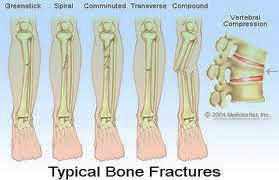 Greenstick Spiral Comminuted Transverse Compound
Vertebral
Compression
© 2004 MedicineNet, Inc.
Typical Bone Fractures